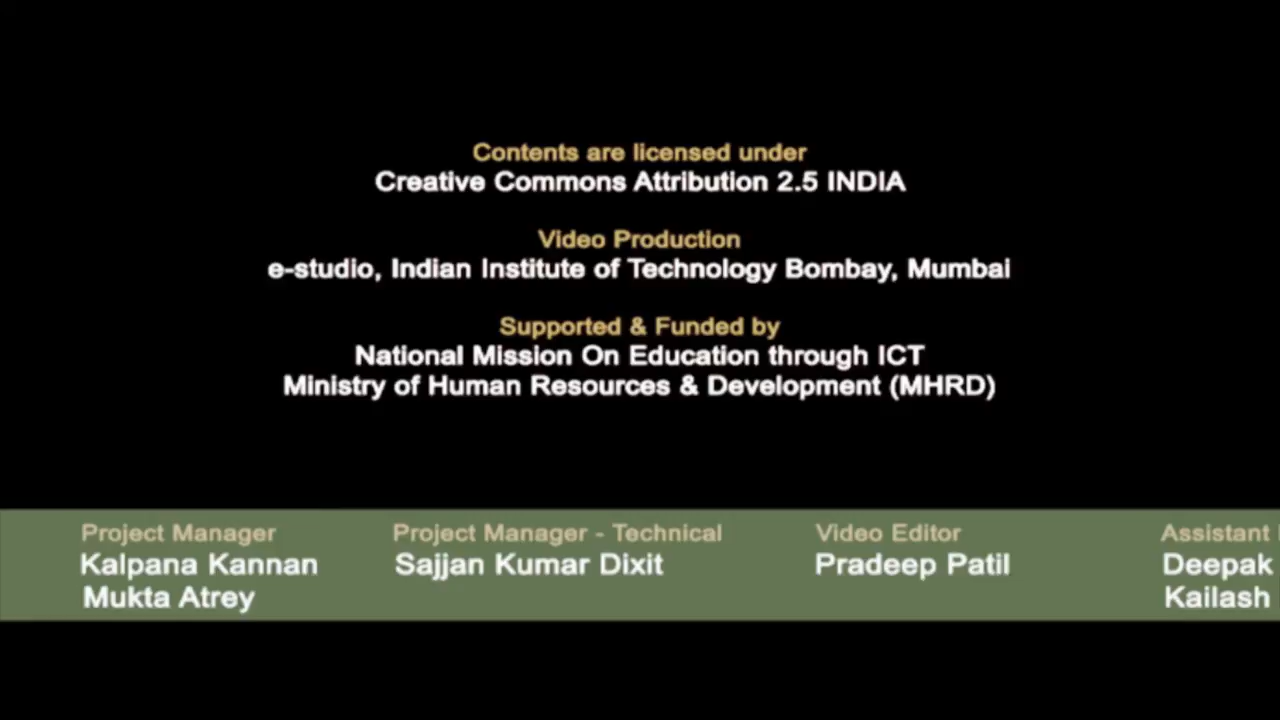 Contents are licensed under
Creative Commons Attribution 2.5 INDIA
Video Production
e-studio, Indian Institute of Technology Bombay, Mumbai
Supported & Funded by
National Mission On Education through ICT
Ministry of Human Resources & Development (MHRD)
Project Manager
Kalpana Kannan
Mukta Atrey
Project Manager - Technical
Sajjan Kumar Dixit
Video Editor
Pradeep Patil
Assistant
Deepak
Kailash